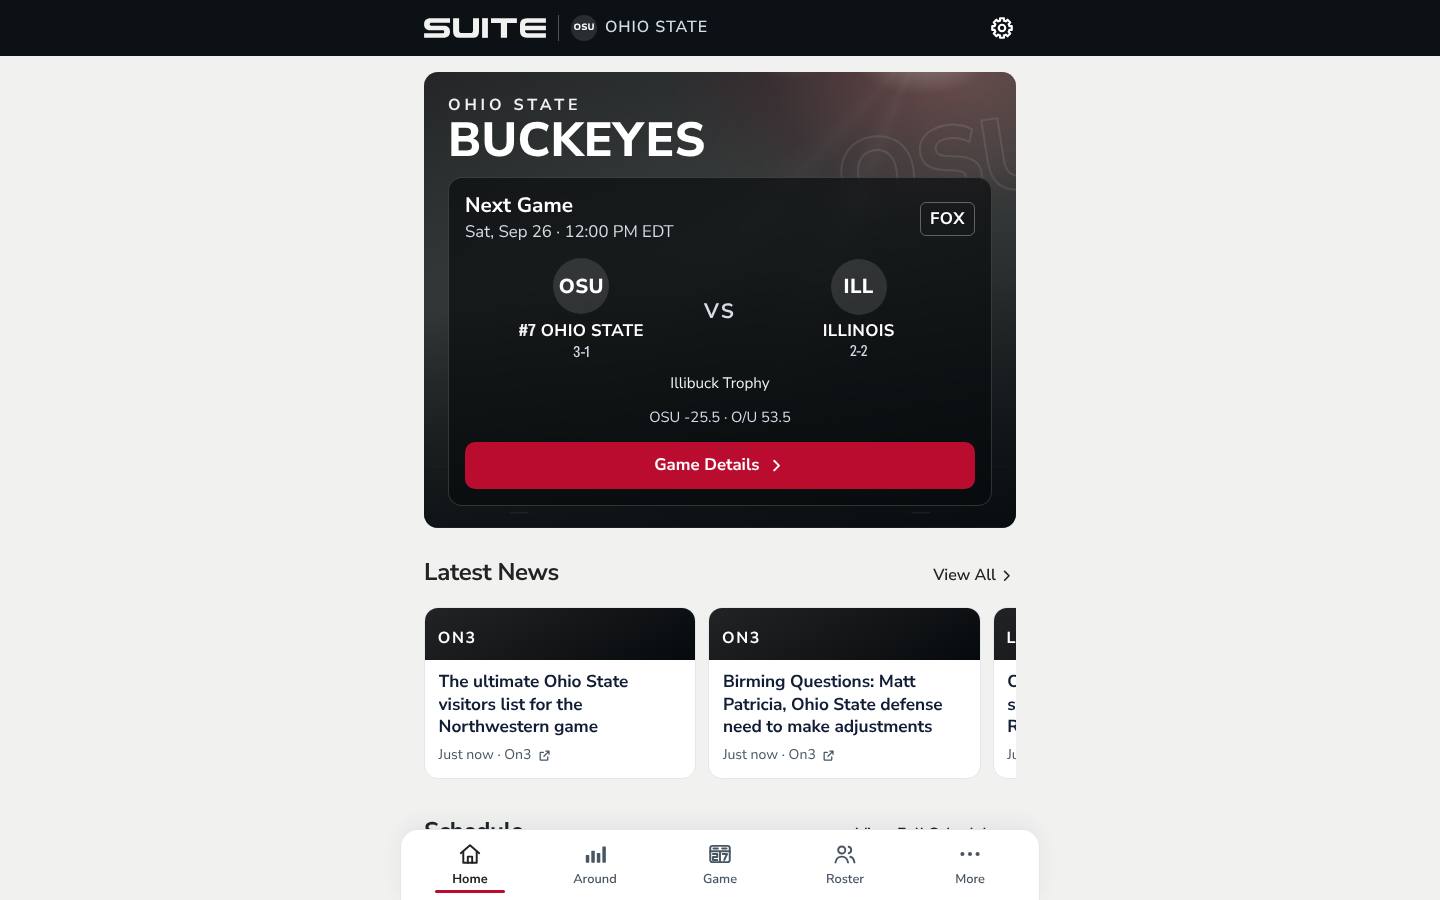 SUITE
OSU
OHIO STATE
OHIO STATE
BUCKEYES
OSU
Next Game
Sat, Sep 26 · 12:00 PM EDT
FOX
OSU
ILL
VS
#7 OHIO STATE
ILLINOIS
3-1
2-2
Illibuck Trophy
OSU -25.5 · O/U 53.5
Game Details
Latest News
View All
ON3
ON3
L
The ultimate Ohio State
visitors list for the
Northwestern game
Just now · On3
Birming Questions: Matt
Patricia, Ohio State defense
need to make adjustments
Just now · On3
Schedule
Home
Around
27
Game
Roster
More